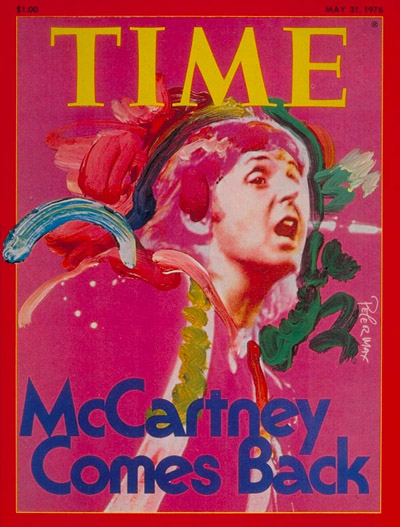 $1.00
MAY 31, 1976
TIME
®
PETER MAX
McCartney
Comes Back